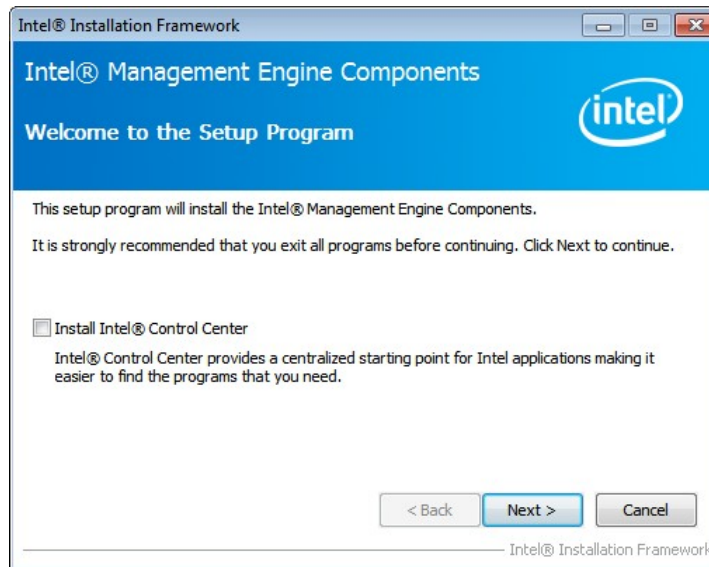 Intel® Installation Framework
Intel® Management Engine Components
intel
Welcome to the Setup Program
This setup program will install the Intel® Management Engine Components.
It is strongly recommended that you exit all programs before continuing. Click Next to continue.
Install Intel® Control Center
Intel® Control Center provides a centralized starting point for Intel applications making it
easier to find the programs that you need.
< Back
Next >
Cancel
Intel® Installation Framework